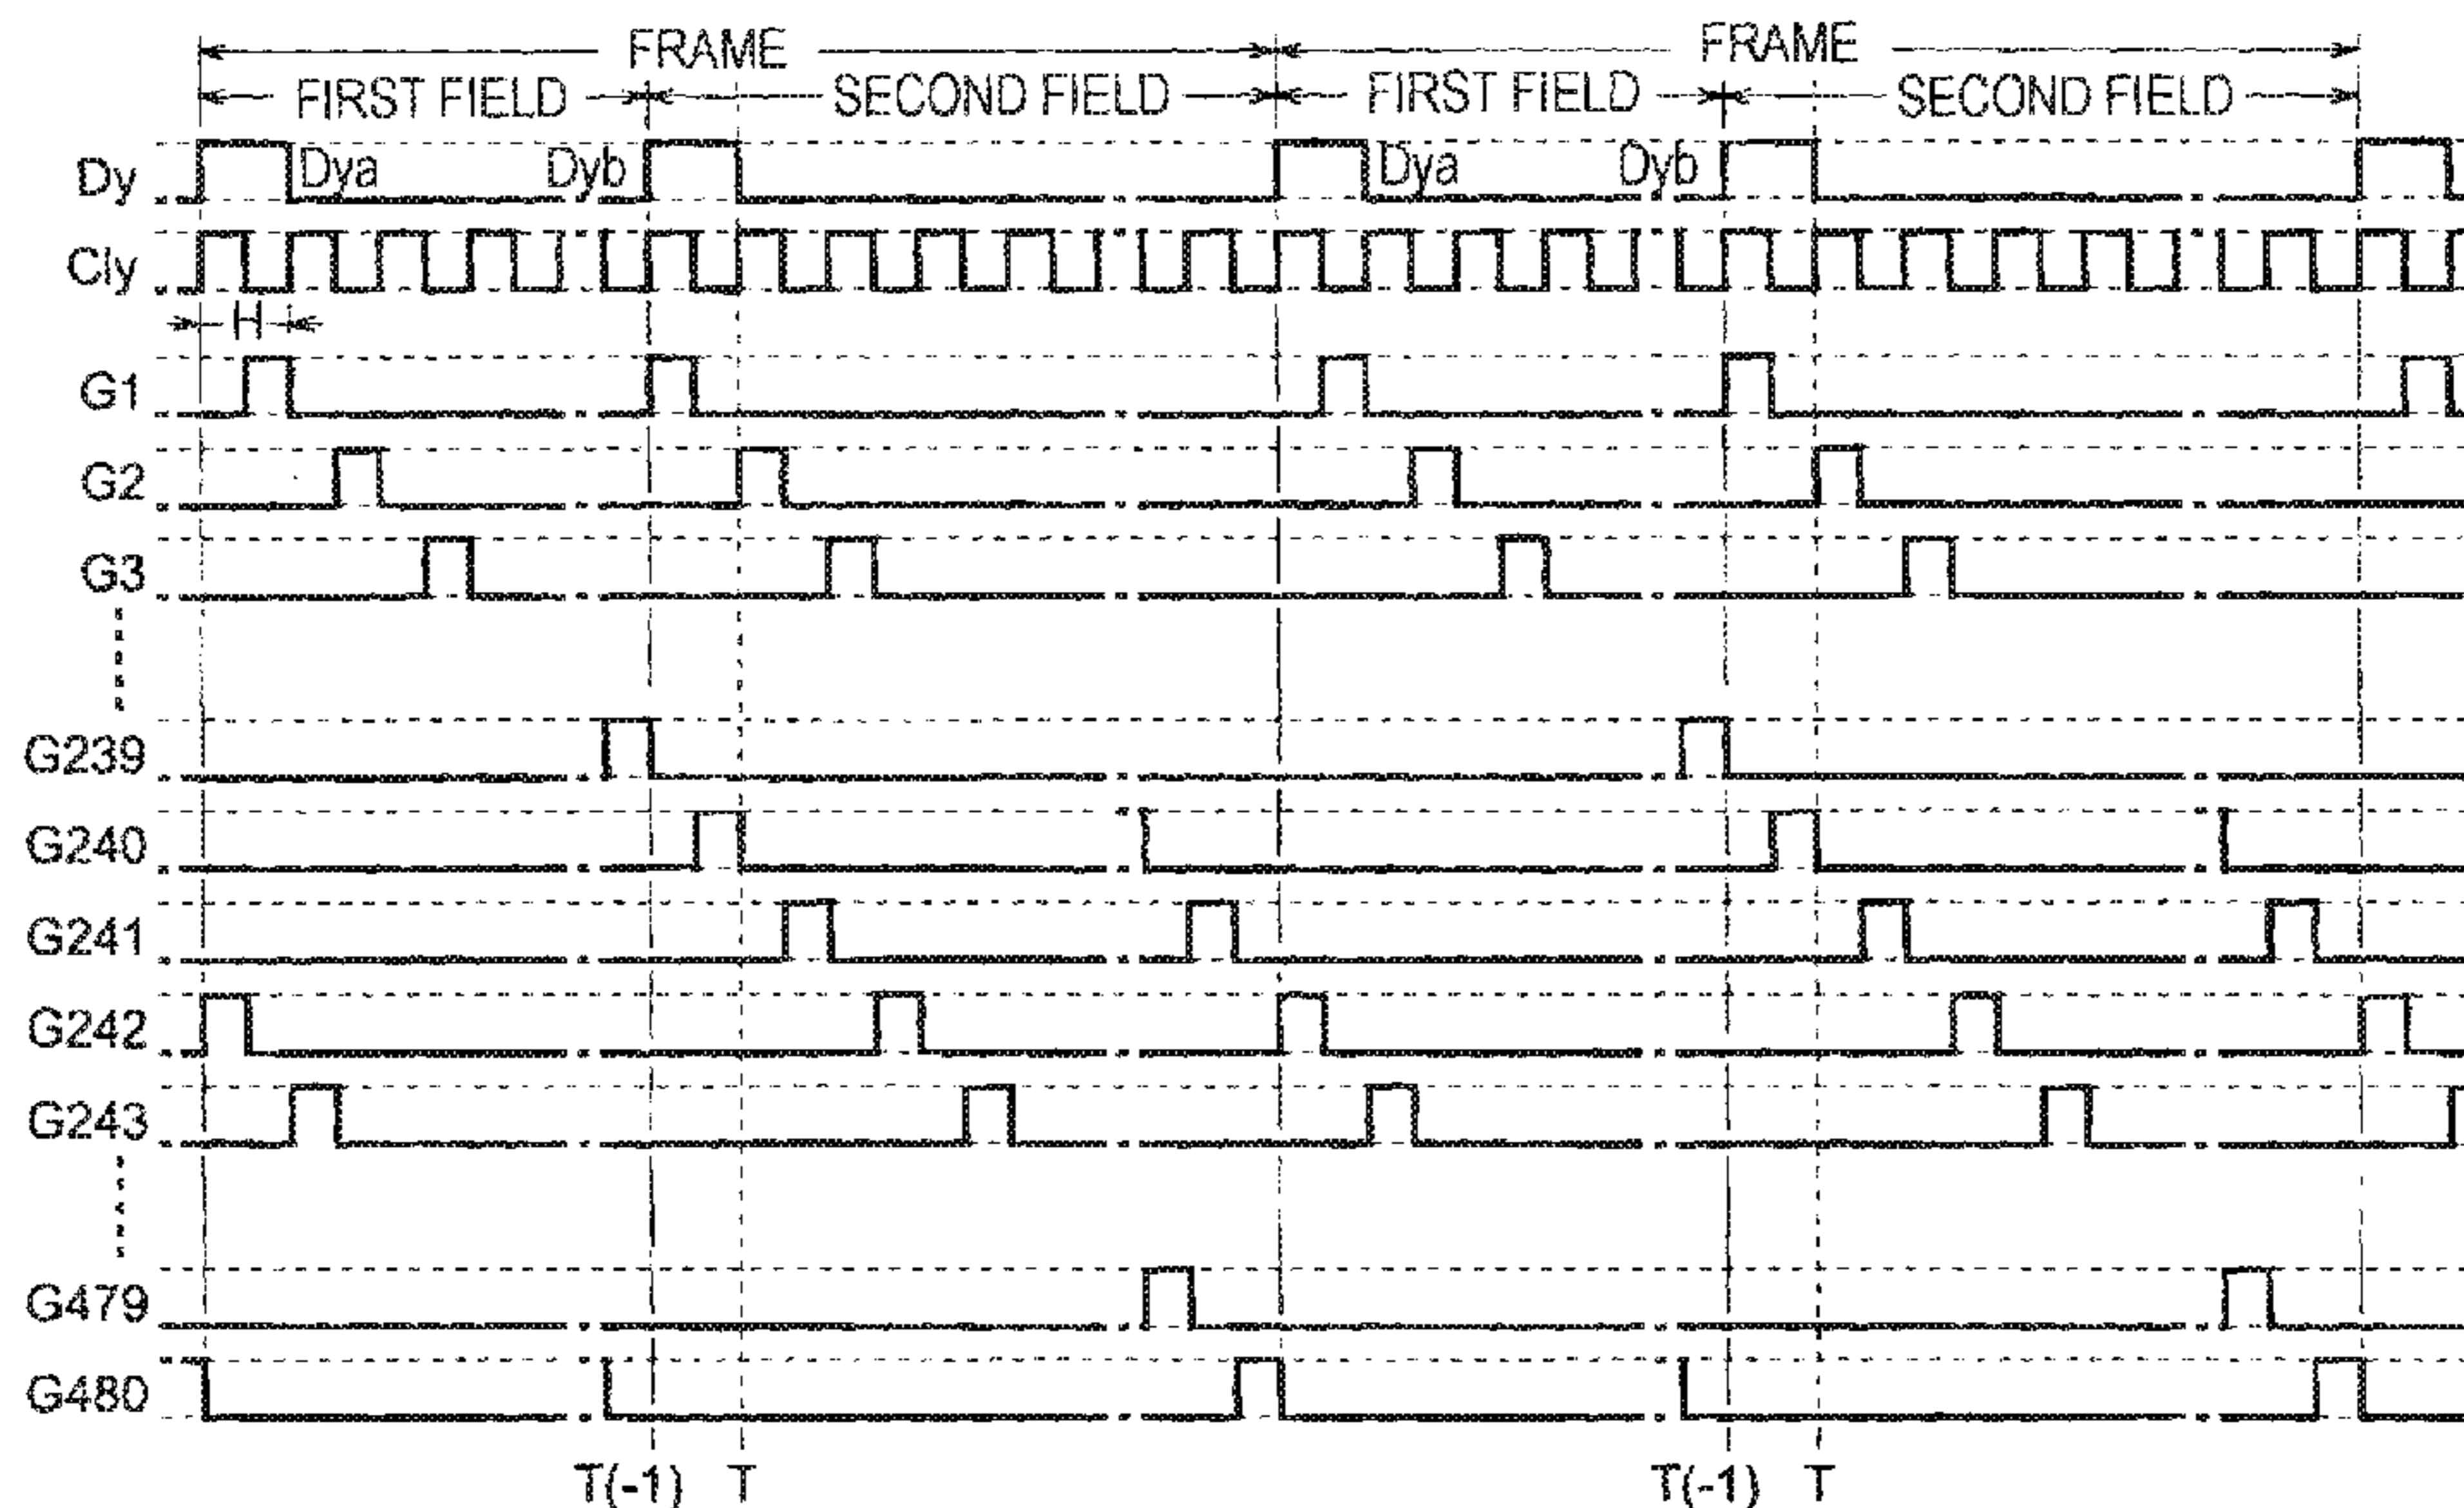 FRAME FRAME
FIRST FIELD SECOND FIELD FIRST FIELD SECOND FIELD
Dy Dya Dyb Dya Dyb
Cly
H
G1
G2
G3
G239
G240
G241
G242
G243
G479
G480
T(-1) T T(-1) T